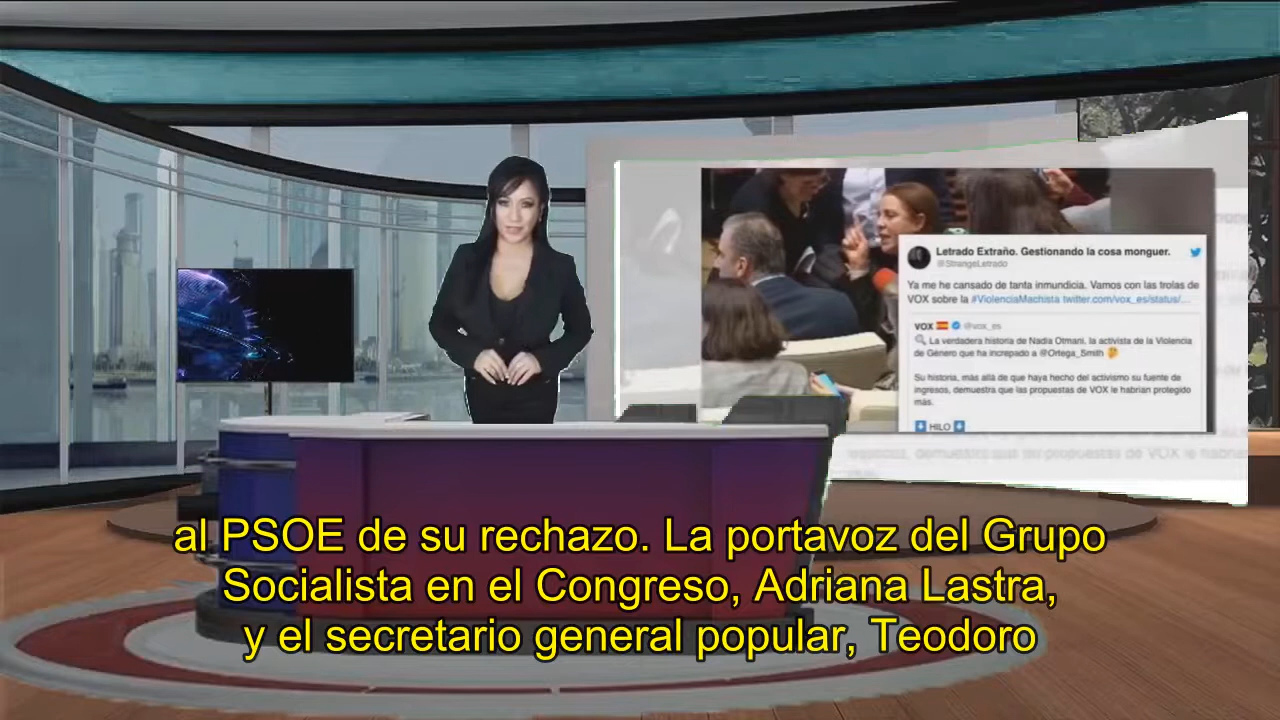 Letrado Extraño. Gestionando la cosa monguer.
@StrangeLetrado
Ya me he cansado de tanta inmundicia. Vamos con las trolas de
VOX sobre la #ViolenciaMachista twitter.com/vox_es/status/...
VOX @vox_es
La verdadera historia de Nadia Otmani, la activista de la Violencia
de Género que ha increpado a @Ortega_Smith
Su historia, más allá de que haya hecho del activismo su fuente de
ingresos, demuestra que las propuestas de VOX le habrían protegido
más.
HILO
al PSOE de su rechazo. La portavoz del Grupo
Socialista en el Congreso, Adriana Lastra,
y el secretario general popular, Teodoro